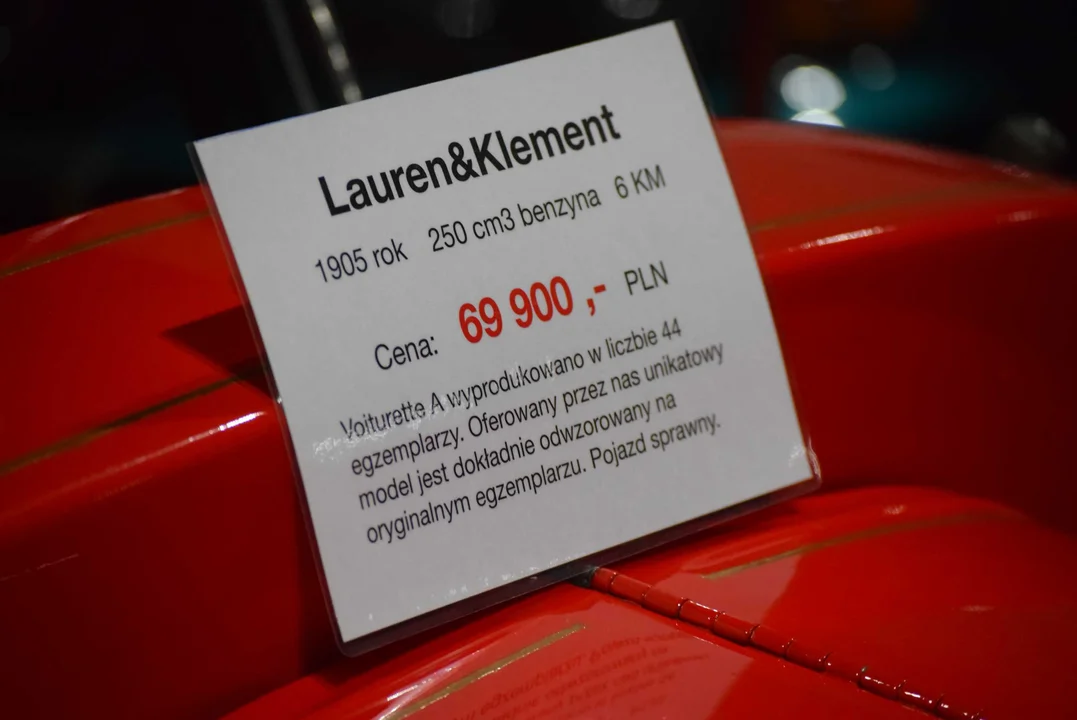 Lauren&Klement
1905 rok 250 cm3 benzyna 6 KM
Cena: 69 900 ,- PLN
Voiturette A wyprodukowano w liczbie 44
egzemplarzy. Oferowany przez nas unikatowy
model jest dokładnie odwzorowany na
oryginalnym egzemplarzu. Pojazd sprawny.